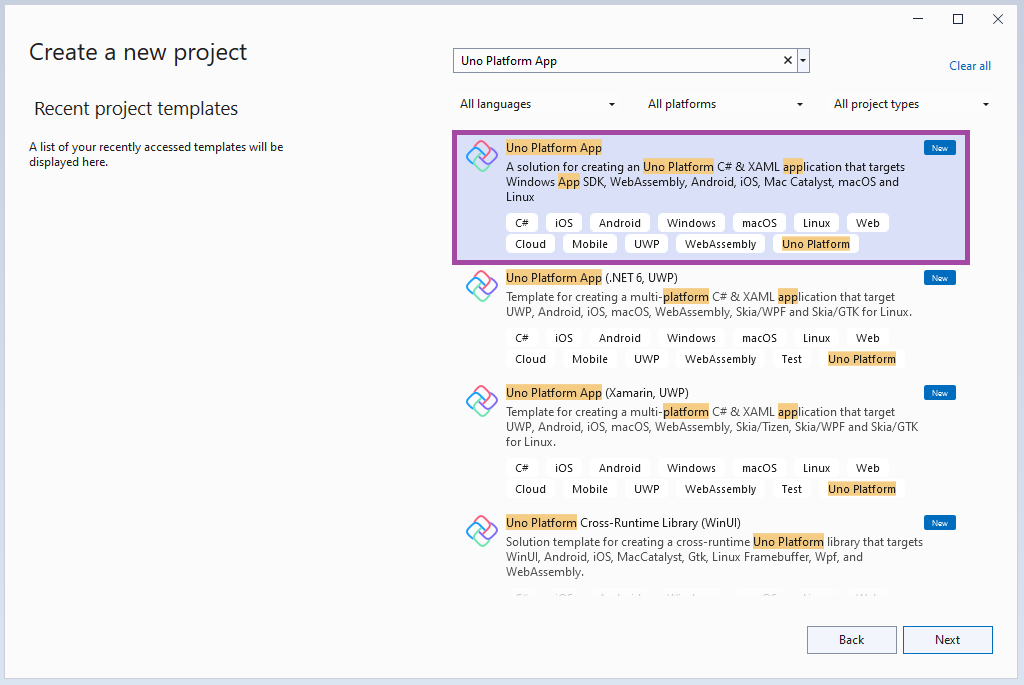 Create a new project
Recent project templates
A list of your recently accessed templates will be
displayed here.
Uno Platform App
Clear all
All languages
All platforms
All project types
Uno Platform App
New
A solution for creating an Uno Platform C# & XAML application that targets
Windows App SDK, WebAssembly, Android, iOS, Mac Catalyst, macOS and
Linux
C# iOS Android Windows macOS Linux Web
Cloud Mobile UWP WebAssembly Uno Platform
Uno Platform App (.NET 6, UWP)
New
Template for creating a multi-platform C# & XAML application that target
UWP, Android, iOS, macOS, WebAssembly, Skia/WPF and Skia/GTK for Linux.
C# iOS Android Windows macOS Linux Web
Cloud Mobile UWP WebAssembly Test Uno Platform
Uno Platform App (Xamarin, UWP)
New
Template for creating a multi-platform C# & XAML application that target
UWP, Android, iOS, macOS, WebAssembly, Skia/Tizen, Skia/WPF and Skia/GTK
for Linux.
C# iOS Android Windows macOS Linux Web
Cloud Mobile UWP WebAssembly Test Uno Platform
Uno Platform Cross-Runtime Library (WinUI)
New
Solution template for creating a cross-runtime Uno Platform library that targets
WinUI, Android, iOS, MacCatalyst, Gtk, Linux Framebuffer, Wpf, and
WebAssembly.
Back
Next